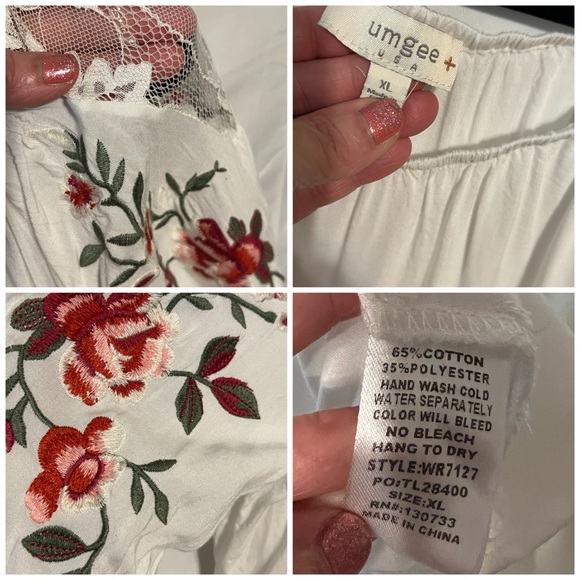 umgee+
USA
XL
65%COTTON
35%POLYESTER
HAND WASH COLD
WATER SEPARATELY
COLOR WILL BLEED
NO BLEACH
HANG TO DRY
STYLE:WR7127
PO:TL28400
SIZE:XL
RN#:130733
MADE IN CHINA